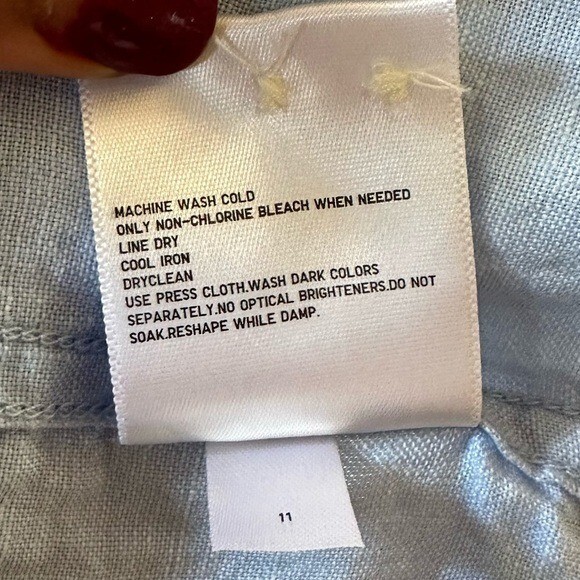 MACHINE WASH COLD
ONLY NON-CHLORINE BLEACH WHEN NEEDED
LINE DRY
COOL IRON
DRYCLEAN
USE PRESS CLOTH.WASH DARK COLORS
SEPARATELY.NO OPTICAL BRIGHTENERS.DO NOT
SOAK.RESHAPE WHILE DAMP.
11